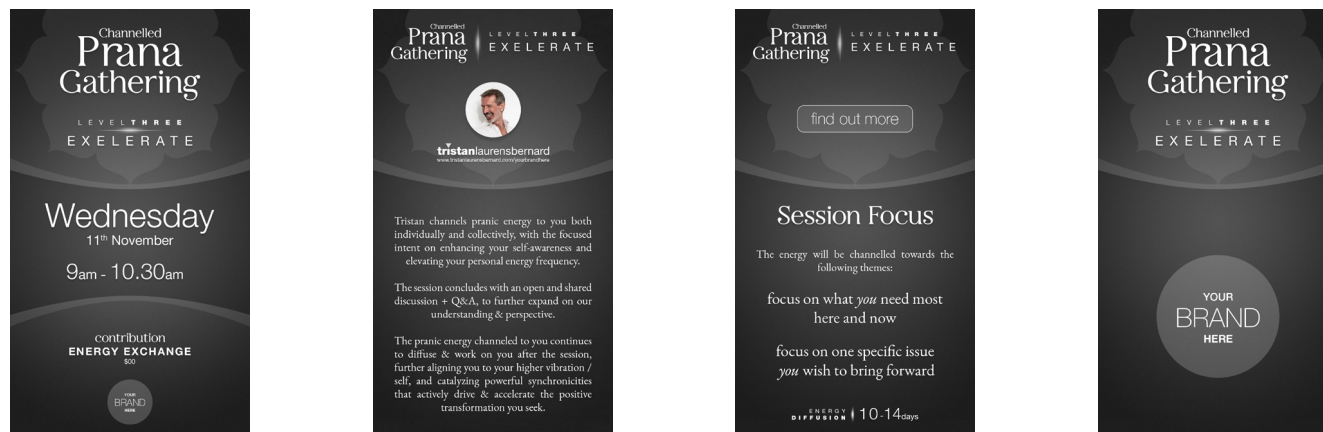 Channelled
Prana
Gathering
LEVELTHREE
EXELERATE
Wednesday
11th November
9am - 10.30am
contribution
ENERGY EXCHANGE
$00
YOUR
BRAND
HERE
Channelled
Prana
Gathering
LEVELTHREE
EXELERATE
tristanlaurensbernard
www.tristanlaurensbernard.com/yourbrandhere
Tristan channels pranic energy to you both
individually and collectively, with the focused
intent on enhancing your self-awareness and
elevating your personal energy frequency.
The session concludes with an open and shared
discussion + Q&A, to further expand on our
understanding & perspective.
The pranic energy channeled to you continues
to diffuse & work on you after the session,
further aligning you to your higher vibration /
self, and catalyzing powerful synchronicities
that actively drive & accelerate the positive
transformation you seek.
Channelled
Prana
Gathering
LEVELTHREE
EXELERATE
find out more
Session Focus
The energy will be channelled towards the
following themes:
focus on what you need most
here and now
focus on one specific issue
you wish to bring forward
ENERGY
DIFFUSION
10-14days
Channelled
Prana
Gathering
LEVELTHREE
EXELERATE
YOUR
BRAND
HERE